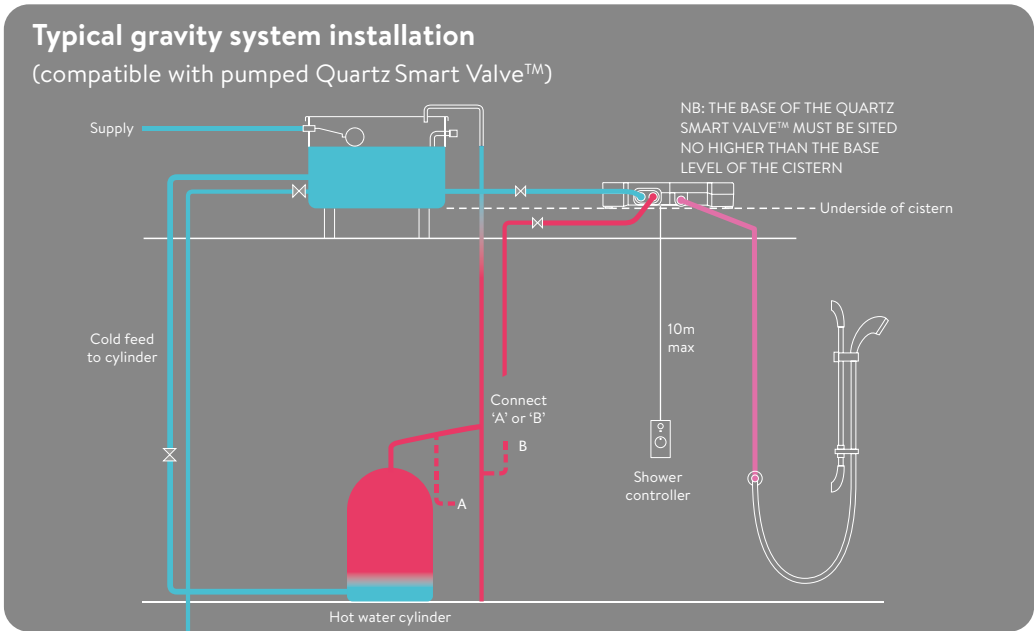 Typical gravity system installation
(compatible with pumped Quartz Smart Valve™)
NB: THE BASE OF THE QUARTZ
SMART VALVE™ MUST BE SITED
NO HIGHER THAN THE BASE
LEVEL OF THE CISTERN
Supply
Underside of cistern
Cold feed
to cylinder
10m
max
Connect
‘A’ or ‘B’
B
A
Shower
controller
Hot water cylinder